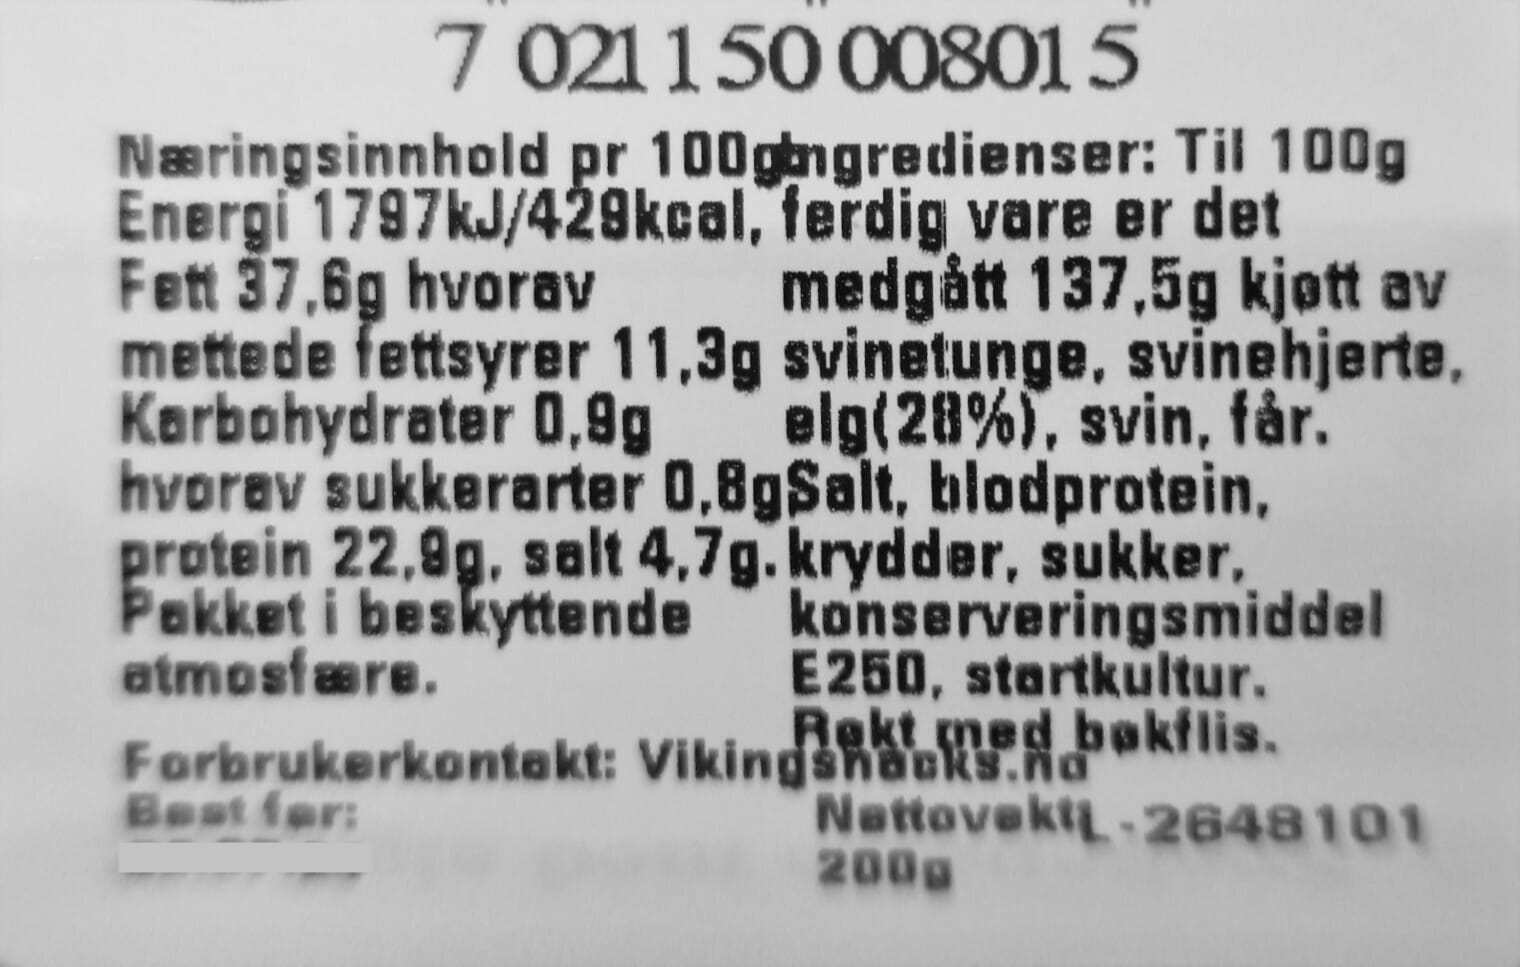 7 021150 008015
Næringsinnhold pr 100g
Energi 1797kJ/429kcal,
Fett 37,6g hvorav
mettede fettsyrer 11,3g
Karbohydrater 0,9g
hvorav sukkerarter 0,8g
protein 22,9g, salt 4,7g.
Pakket i beskyttende
atmosfære.
Ingredienser: Til 100g
ferdig vare er det
medgått 137,5g kjøtt av
svinetunge, svinehjerte,
elg(28%), svin, får.
Salt, blodprotein,
krydder, sukker,
konserveringsmiddel
E250, startkultur.
Røkt med bøkflis.
Forbrukerkontakt: Vikingsnacks.no
Best før:
Nettovekt:
200g
L-2648101